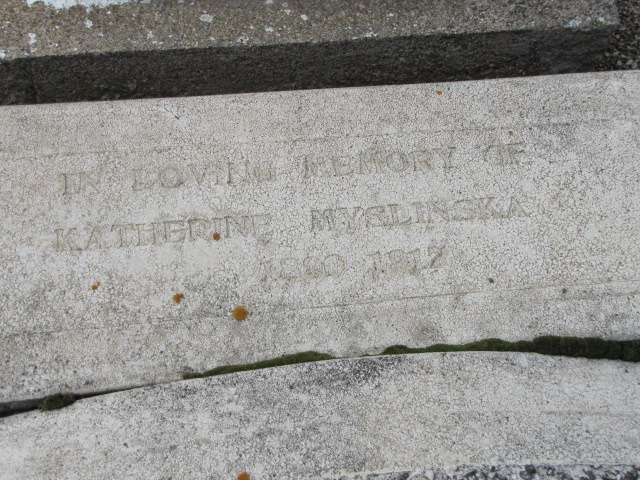 IN LOVING MEMORY OF
KATHERINE MYSLINSKA